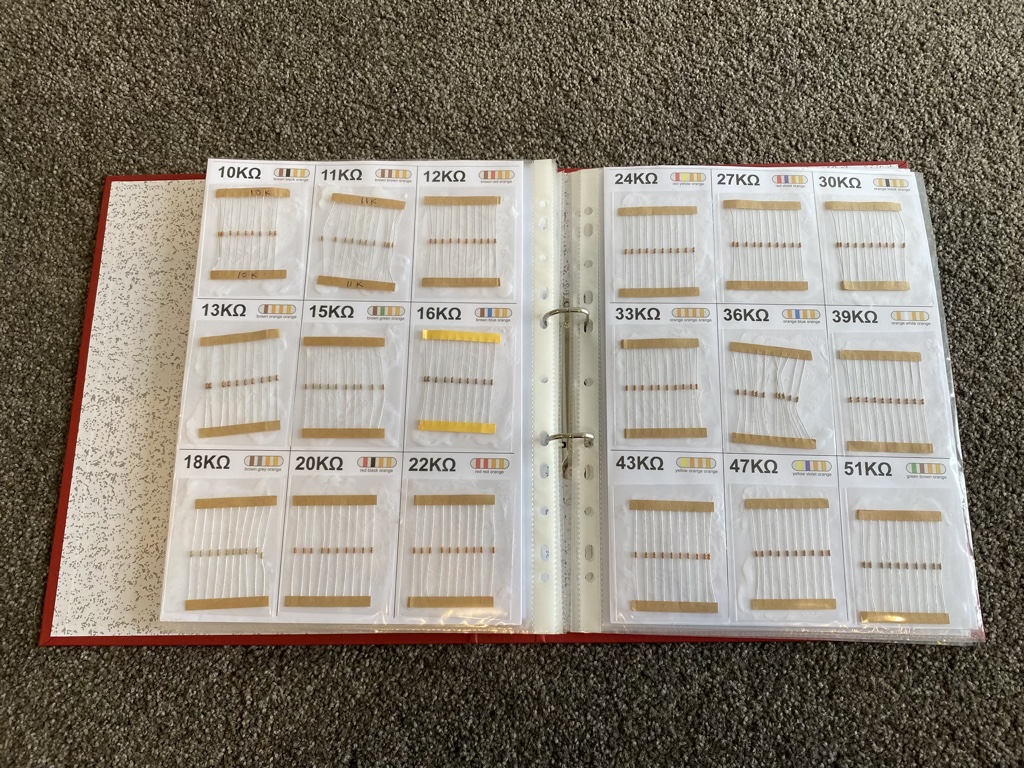 10KΩ
brown black orange
10K
10K
11KΩ
brown brown orange
11K
11K
12KΩ
brown red orange
13KΩ
brown orange orange
15KΩ
brown green orange
16KΩ
brown blue orange
18KΩ
brown grey orange
20KΩ
red black orange
22KΩ
red red orange
24KΩ
red yellow orange
27KΩ
red violet orange
30KΩ
orange black orange
33KΩ
orange orange orange
36KΩ
orange blue orange
39KΩ
orange white orange
43KΩ
yellow orange orange
47KΩ
yellow violet orange
51KΩ
green brown orange